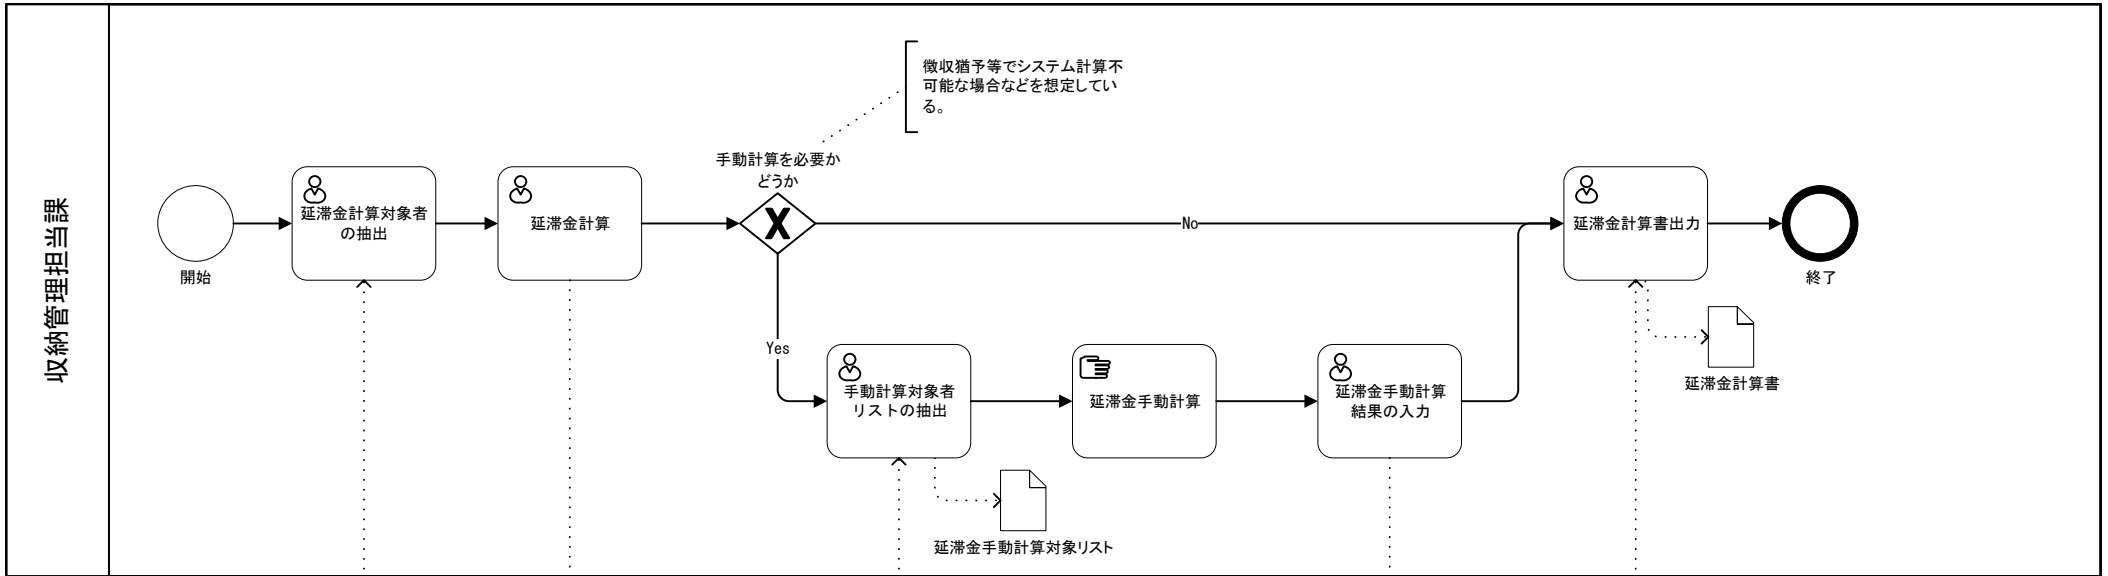 収納管理担当課
徴収猶予等でシステム計算不
可能な場合などを想定してい
る。
手動計算を必要か
どうか
開始
延滞金計算対象者
の抽出
延滞金計算
No
延滞金計算書出力
終了
Yes
延滞金計算書
手動計算対象者
リストの抽出
延滞金手動計算
延滞金手動計算
結果の入力
延滞金手動計算対象リスト